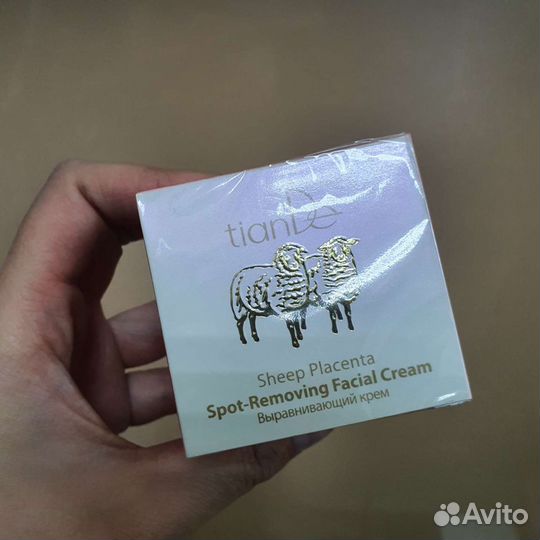 tianDe
Sheep Placenta
Spot-Removing Facial Cream
Выравнивающий крем
Avito